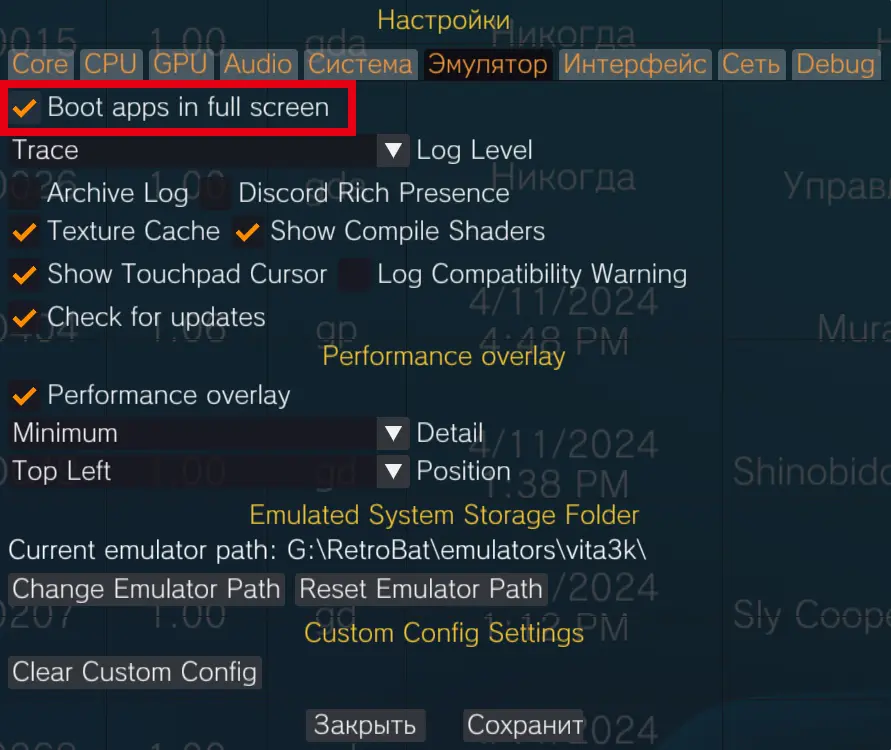 Настройки
Core CPU GPU Audio Система Эмулятор Интерфейс Сеть Debug
Boot apps in full screen
Trace Log Level
Archive Log Discord Rich Presence
Texture Cache Show Compile Shaders
Show Touchpad Cursor Log Compatibility Warning
Check for updates
Performance overlay
Performance overlay
Minimum Detail
Top Left Position
Emulated System Storage Folder
Current emulator path: G:\RetroBat\emulators\vita3k\
Change Emulator Path Reset Emulator Path
Custom Config Settings
Clear Custom Config
Закрыть Сохранит